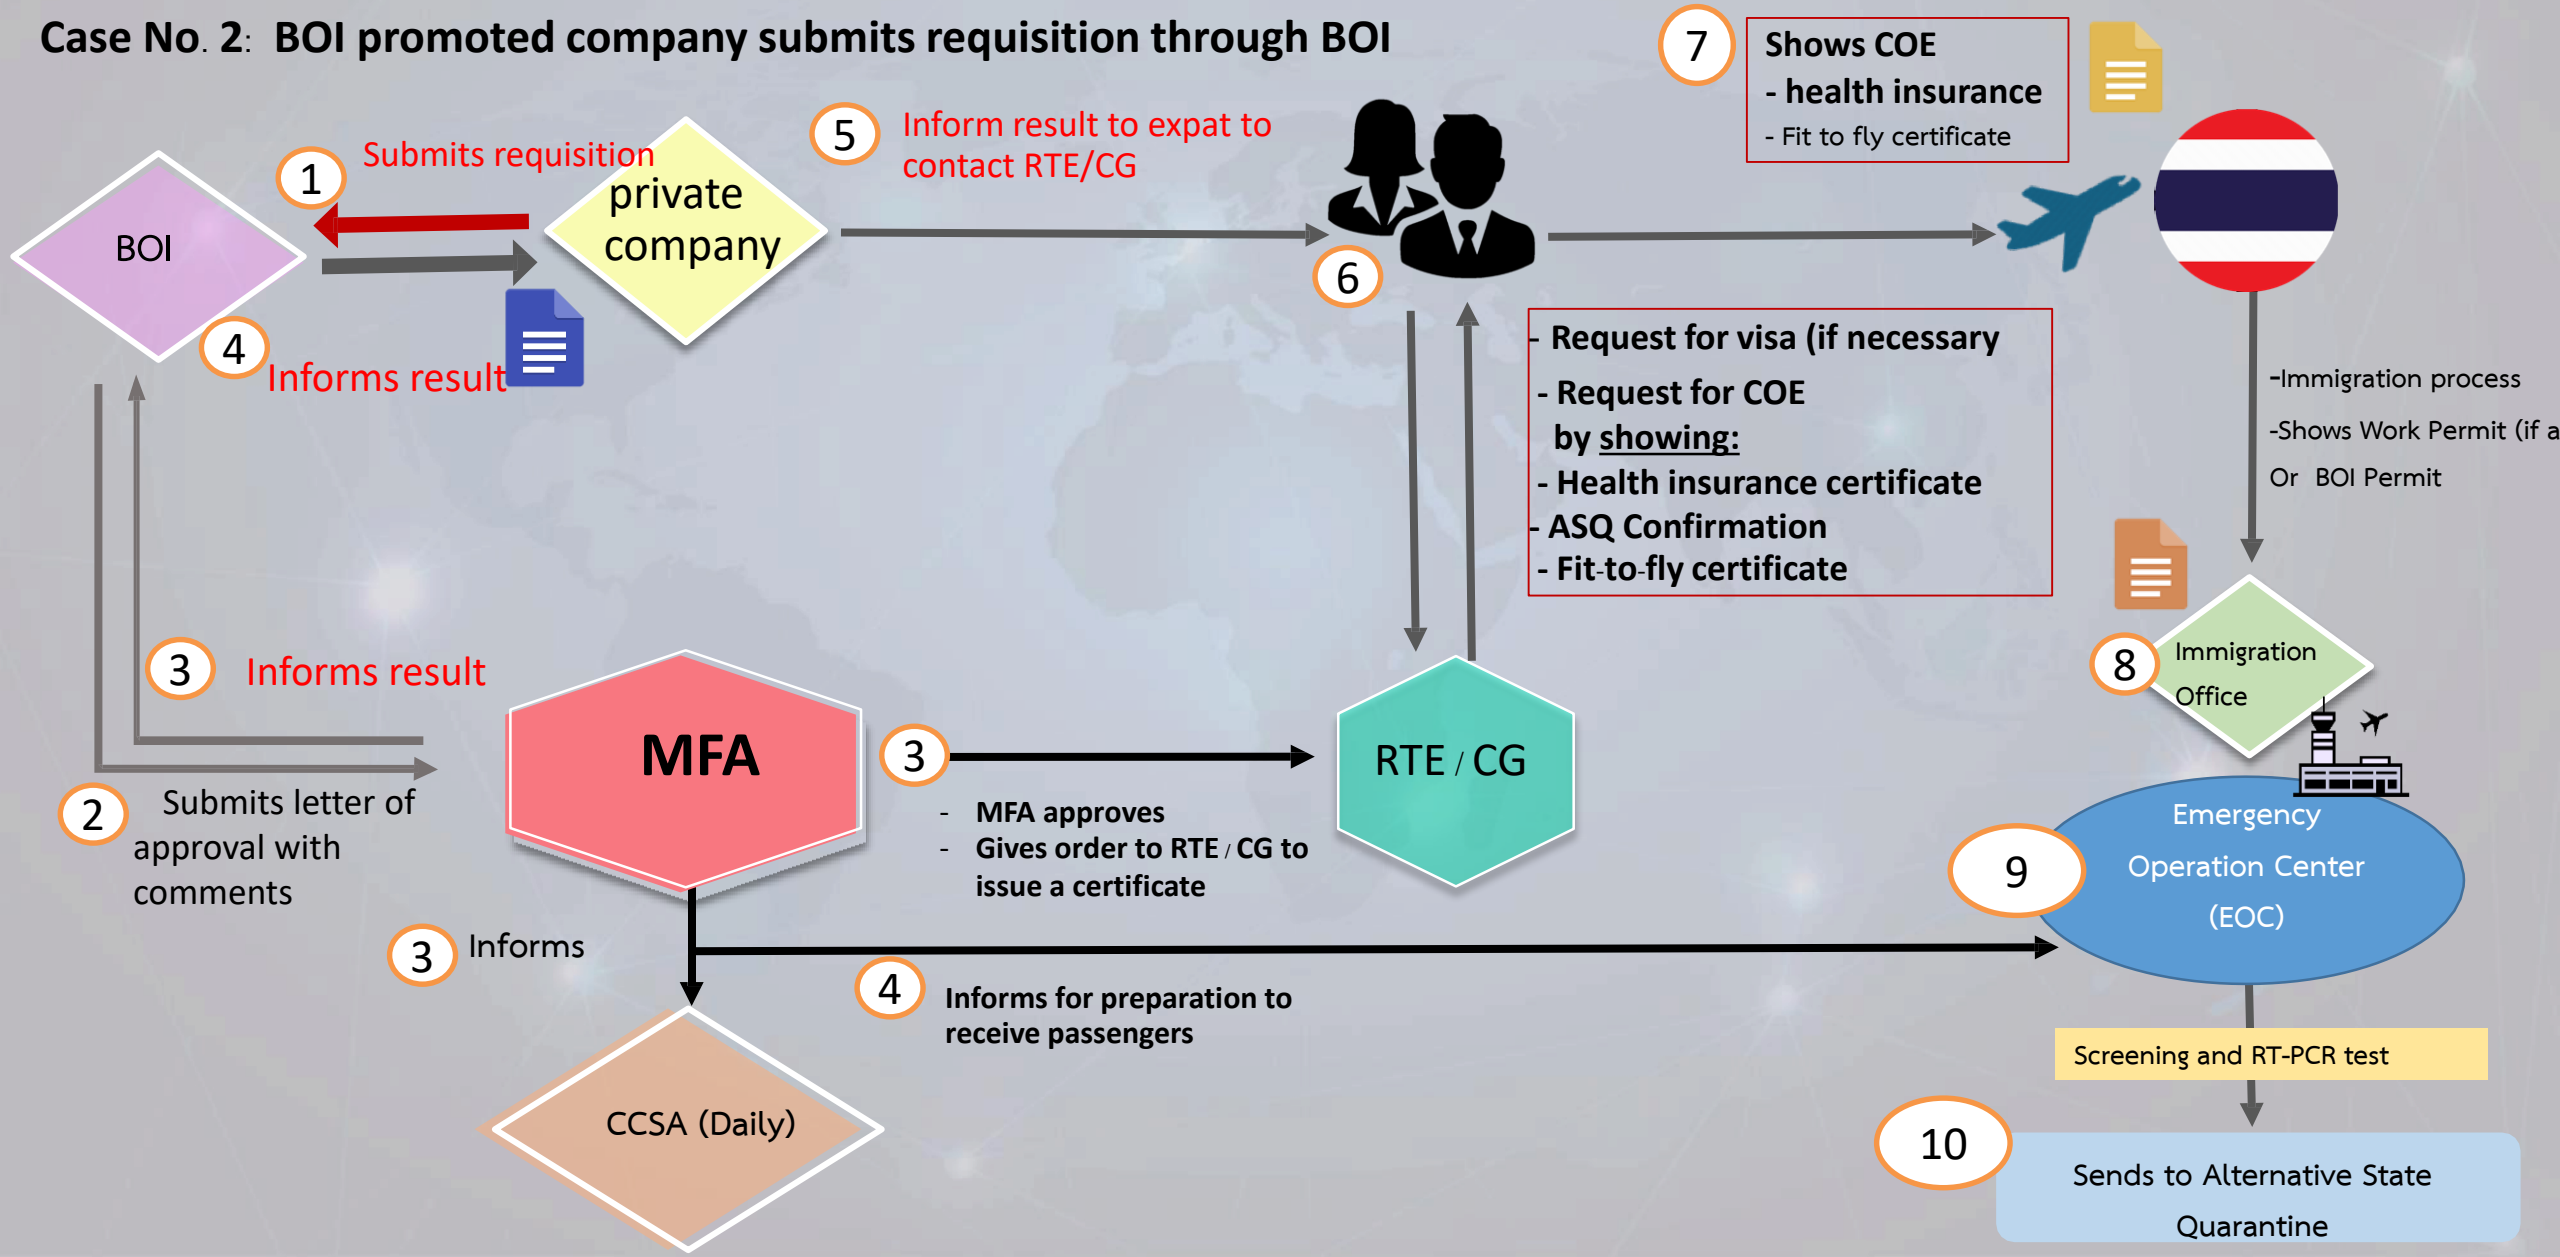 Case No. 2: BOI promoted company submits requisition through BOI
7
Shows COE
- health insurance
- Fit to fly certificate
1
Submits requisition
private
company
5
Inform result to expat to
contact RTE/CG
BOI
4
Informs result
6
- Request for visa (if necessary
- Request for COE
by showing:
- Health insurance certificate
- ASQ Confirmation
- Fit-to-fly certificate
-Immigration process
-Shows Work Permit (if a
Or BOI Permit
3
Informs result
2
Submits letter of
approval with
comments
MFA
3
- MFA approves
- Gives order to RTE / CG to
issue a certificate
RTE / CG
8
Immigration
Office
9
Emergency
Operation Center
(EOC)
3
Informs
4
Informs for preparation to
receive passengers
CCSA (Daily)
Screening and RT-PCR test
10
Sends to Alternative State
Quarantine